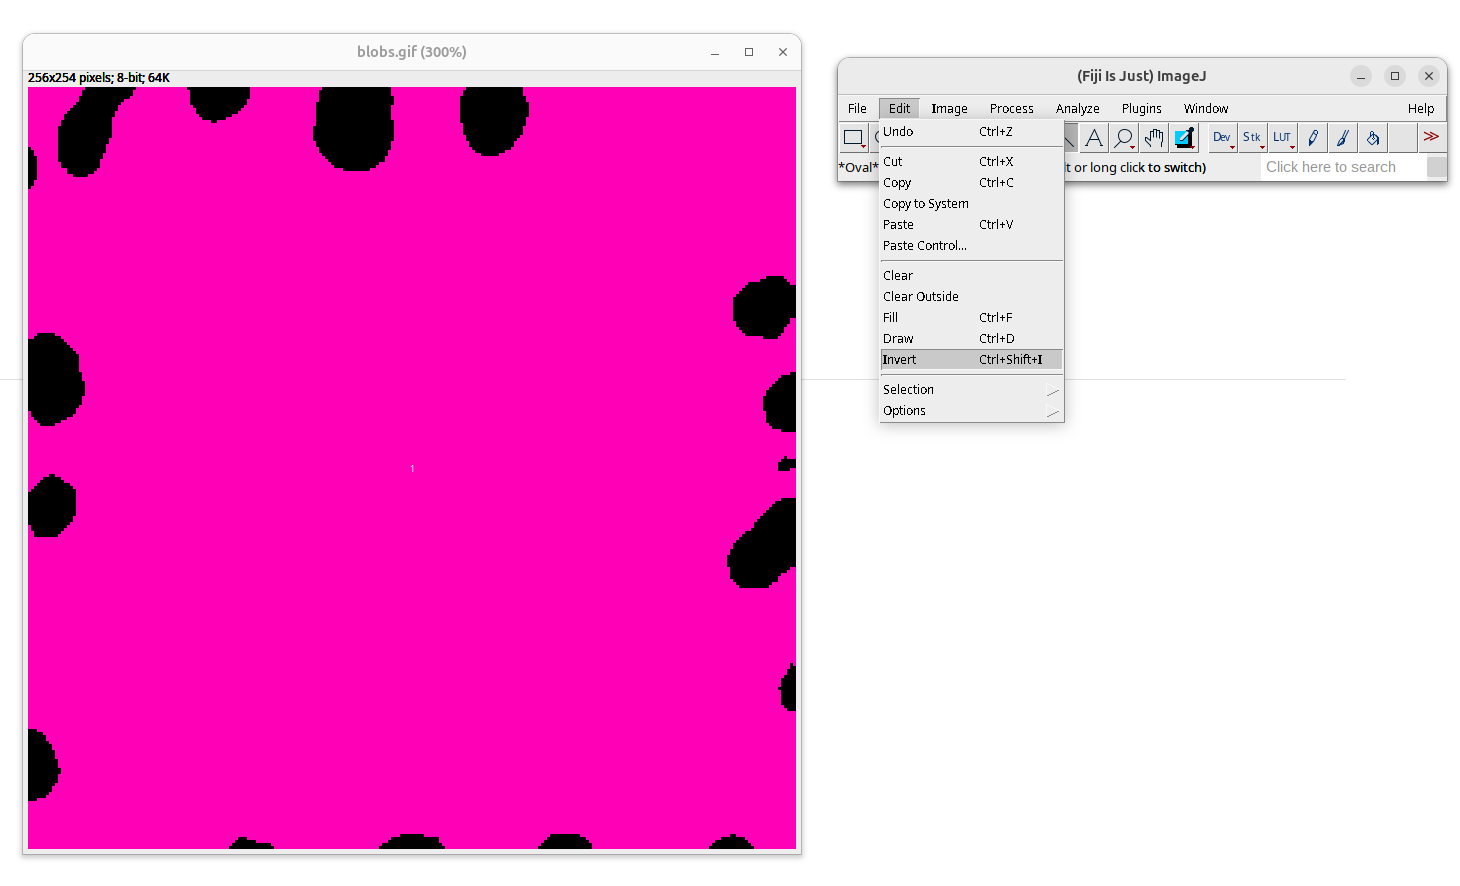 blobs.gif (300%)
256x254 pixels; 8-bit; 64K
1
(Fiji Is Just) ImageJ
File Edit Image Process Analyze Plugins Window Help
Dev Stk LUT
*Oval* lt or long click to switch) Click here to search
Undo Ctrl+Z
Cut Ctrl+X
Copy Ctrl+C
Copy to System
Paste Ctrl+V
Paste Control...
Clear
Clear Outside
Fill Ctrl+F
Draw Ctrl+D
Invert Ctrl+Shift+I
Selection
Options